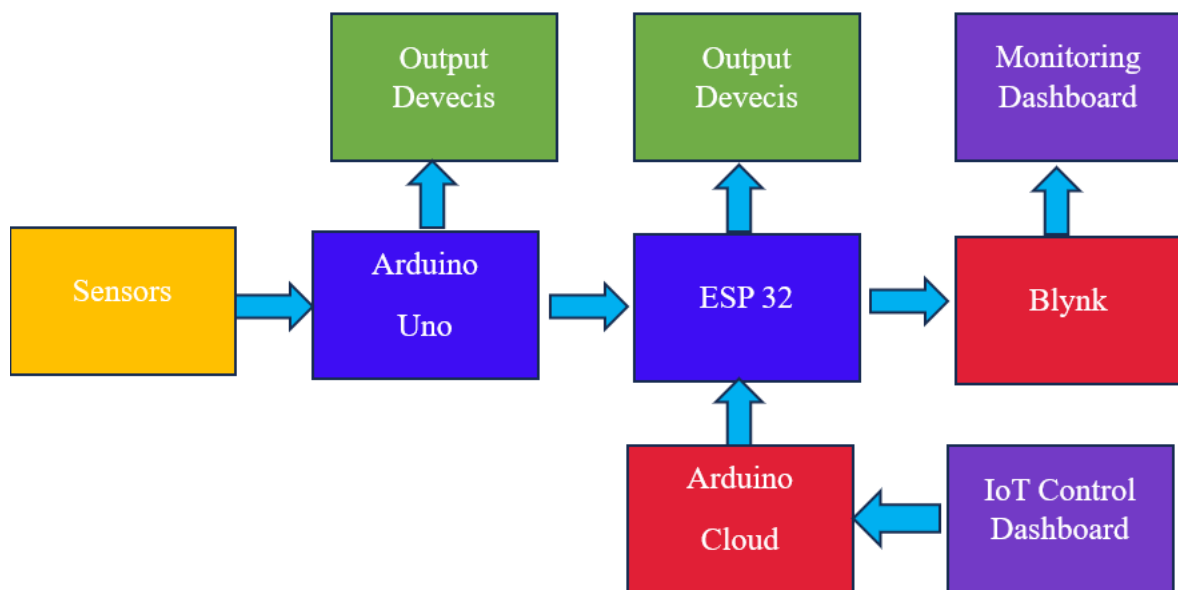 Output
Devecis
Output
Devecis
Monitoring
Dashboard
Sensors
Arduino
Uno
ESP 32
Blynk
Arduino
Cloud
IoT Control
Dashboard